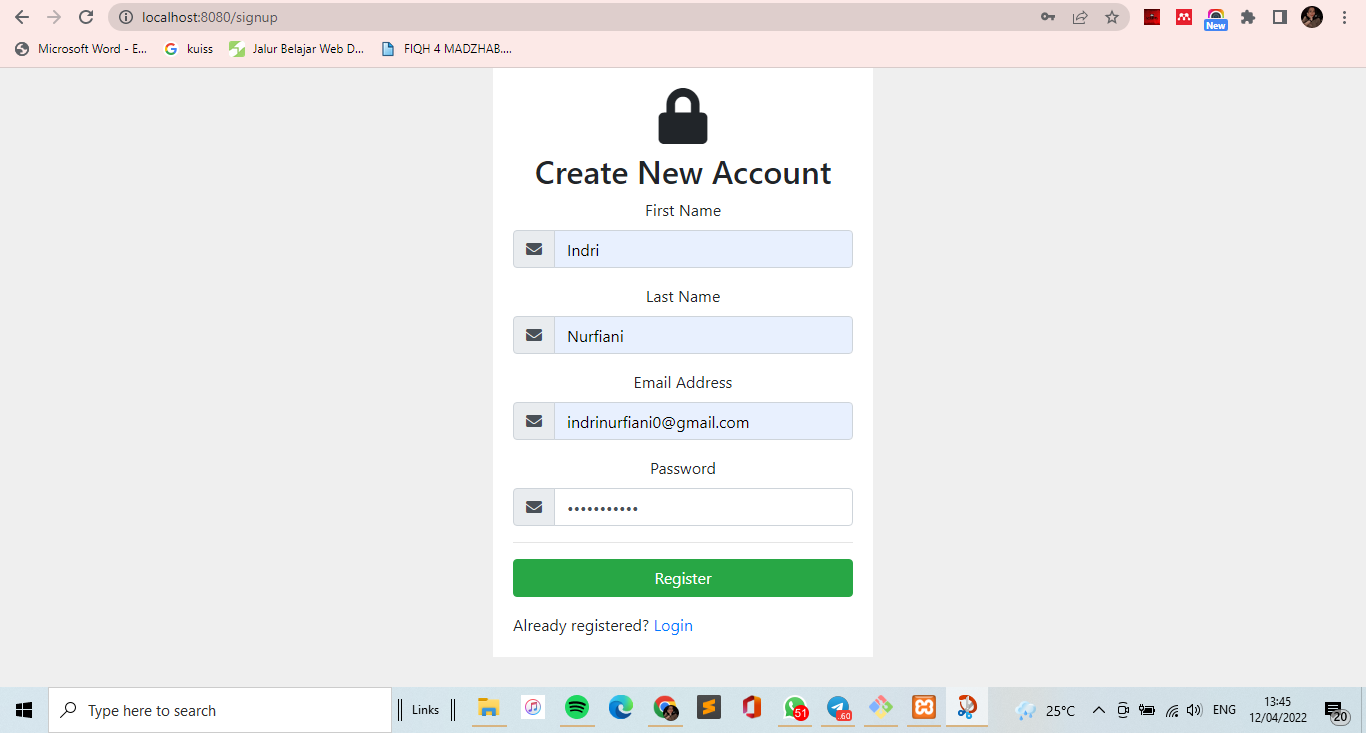 localhost:8080/signup
New
Microsoft Word - E...
kuiss
Jalur Belajar Web D...
FIQH 4 MADZHAB....
Create New Account
First Name
Indri
Last Name
Nurfiani
Email Address
indrinurfiani0@gmail.com
Password
•••••••••••
Register
Already registered? Login
Type here to search
Links
51
.60
25°C
ENG
13:45
12/04/2022
20